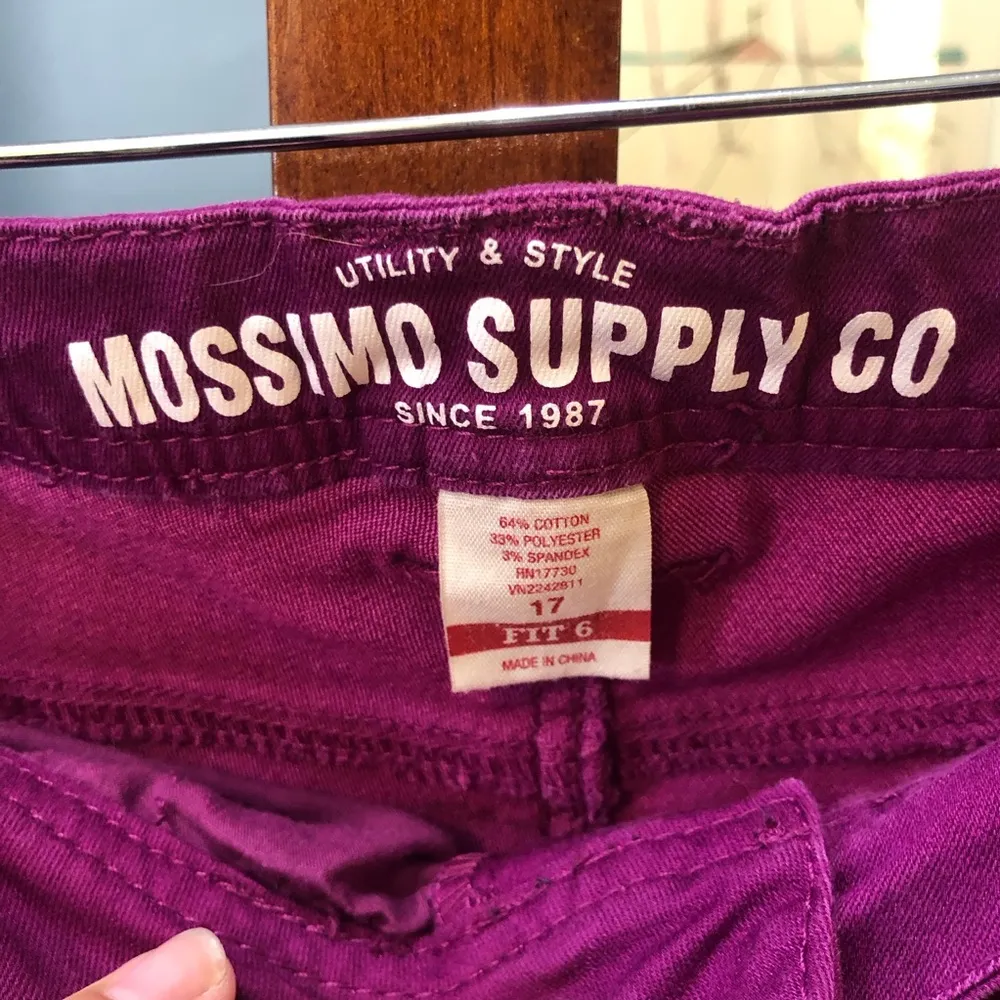 UTILITY & STYLE
MOSSIMO SUPPLY CO
SINCE 1987
64% COTTON
33% POLYESTER
3% SPANDEX
RN17730
VN2242811
17
FIT 6
MADE IN CHINA